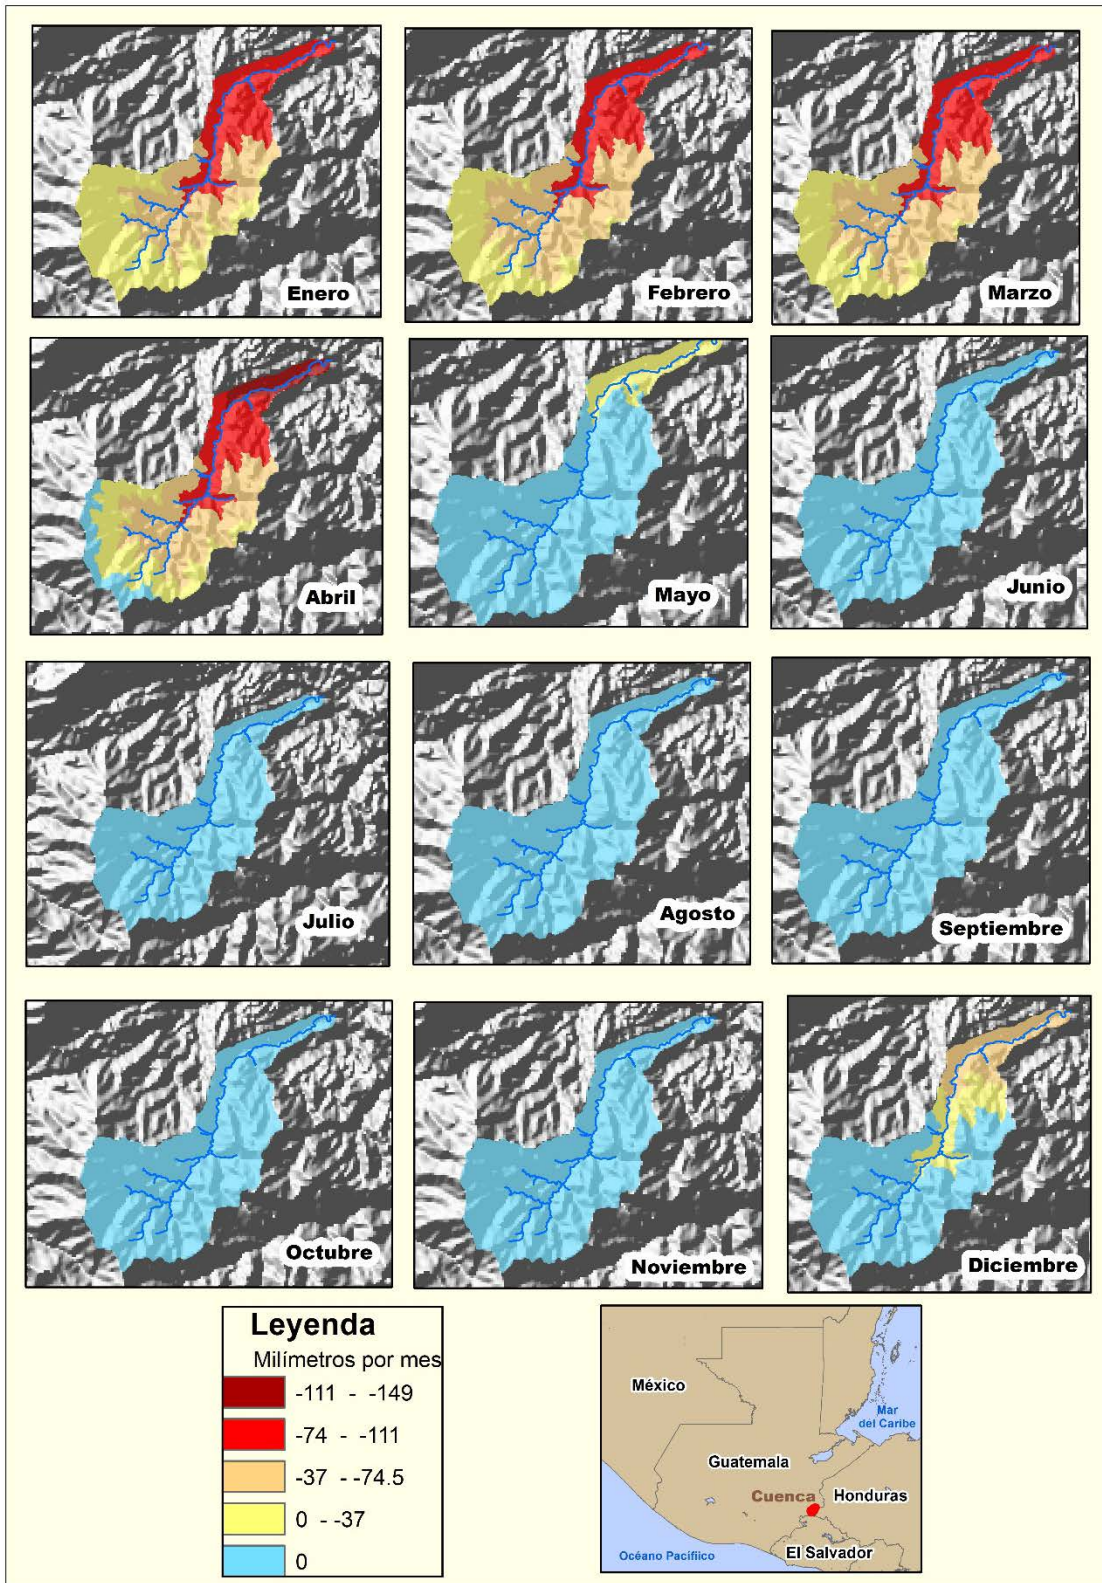 Enero
Febrero
Marzo
Abril
Mayo
Junio
Julio
Agosto
Septiembre
Octubre
Noviembre
Diciembre
Leyenda
Milímetros por mes
-111 - -149
-74 - -111
-37 - -74.5
0 - -37
0
México
Mar
del Caribe
Guatemala
Cuenca
Honduras
El Salvador
Océano Pacífiico